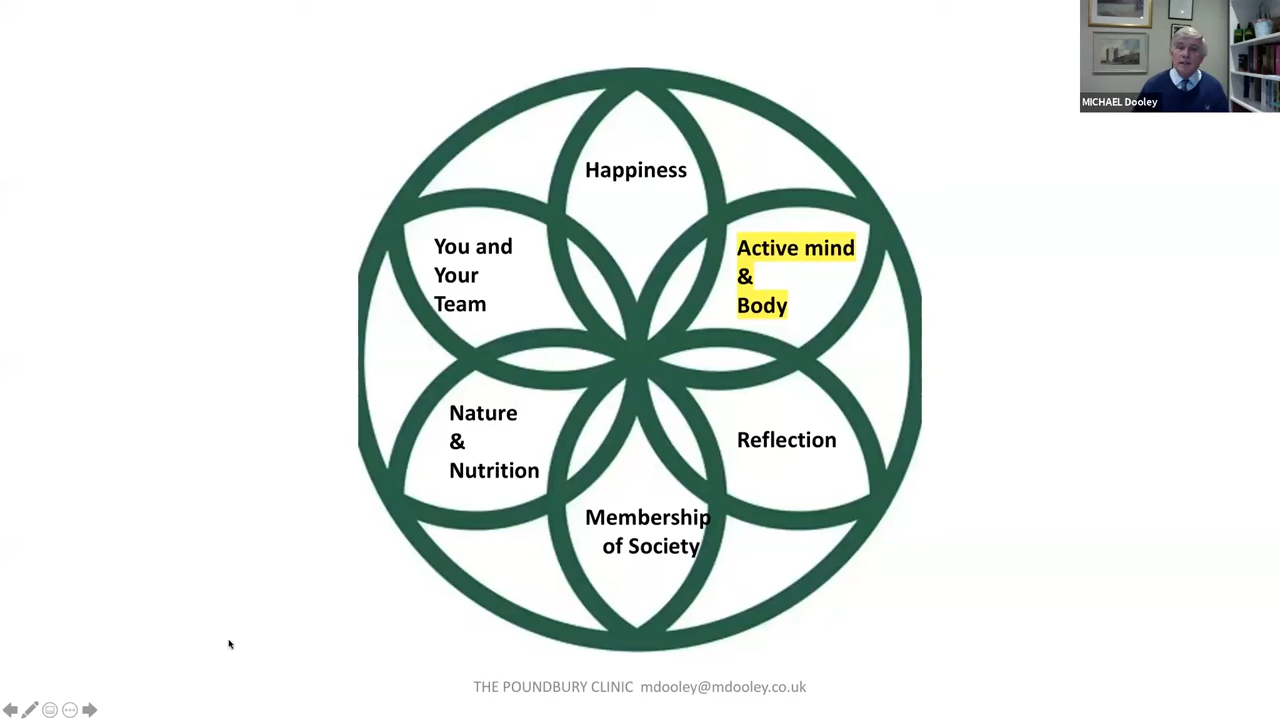 MICHAEL Dooley
Happiness
You and
Your
Team
Active mind
&
Body
Nature
&
Nutrition
Reflection
Membership
of Society
THE POUNDBURY CLINIC mdooley@mdooley.co.uk